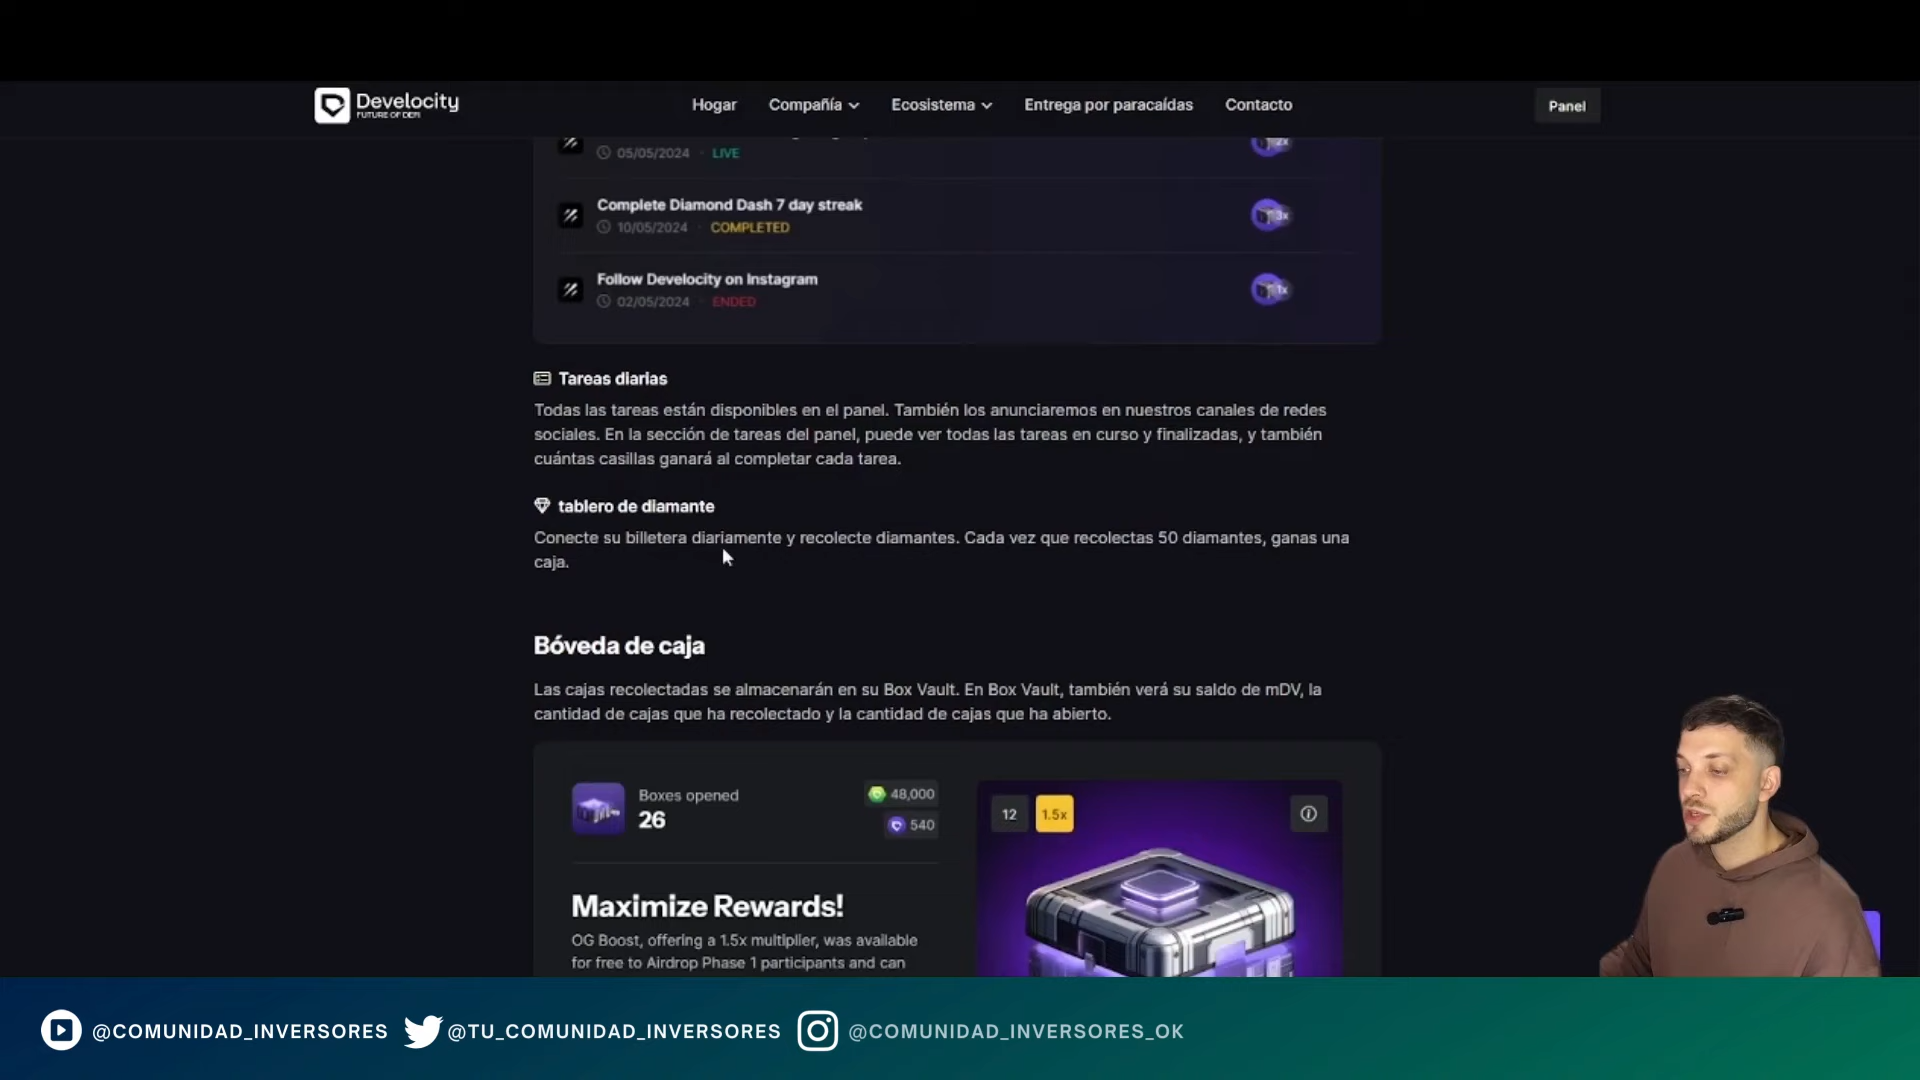 Develocity
FUTURE OF DEFI
Hogar
Compañía
Ecosistema
Entrega por paracaídas
Contacto
Panel
05/05/2024 · LIVE
2x
Complete Diamond Dash 7 day streak
10/05/2024 · COMPLETED
3x
Follow Develocity on Instagram
02/05/2024 · ENDED
1x
Tareas diarias
Todas las tareas están disponibles en el panel. También los anunciaremos en nuestros canales de redes
sociales. En la sección de tareas del panel, puede ver todas las tareas en curso y finalizadas, y también
cuántas casillas ganará al completar cada tarea.
tablero de diamante
Conecte su billetera diariamente y recolecte diamantes. Cada vez que recolectas 50 diamantes, ganas una
caja.
Bóveda de caja
Las cajas recolectadas se almacenarán en su Box Vault. En Box Vault, también verá su saldo de mDV, la
cantidad de cajas que ha recolectado y la cantidad de cajas que ha abierto.
Boxes opened
26
48,000
540
12
1.5x
Maximize Rewards!
OG Boost, offering a 1.5x multiplier, was available
for free to Airdrop Phase 1 participants and can
@COMUNIDAD_INVERSORES
@TU_COMUNIDAD_INVERSORES
@COMUNIDAD_INVERSORES_OK